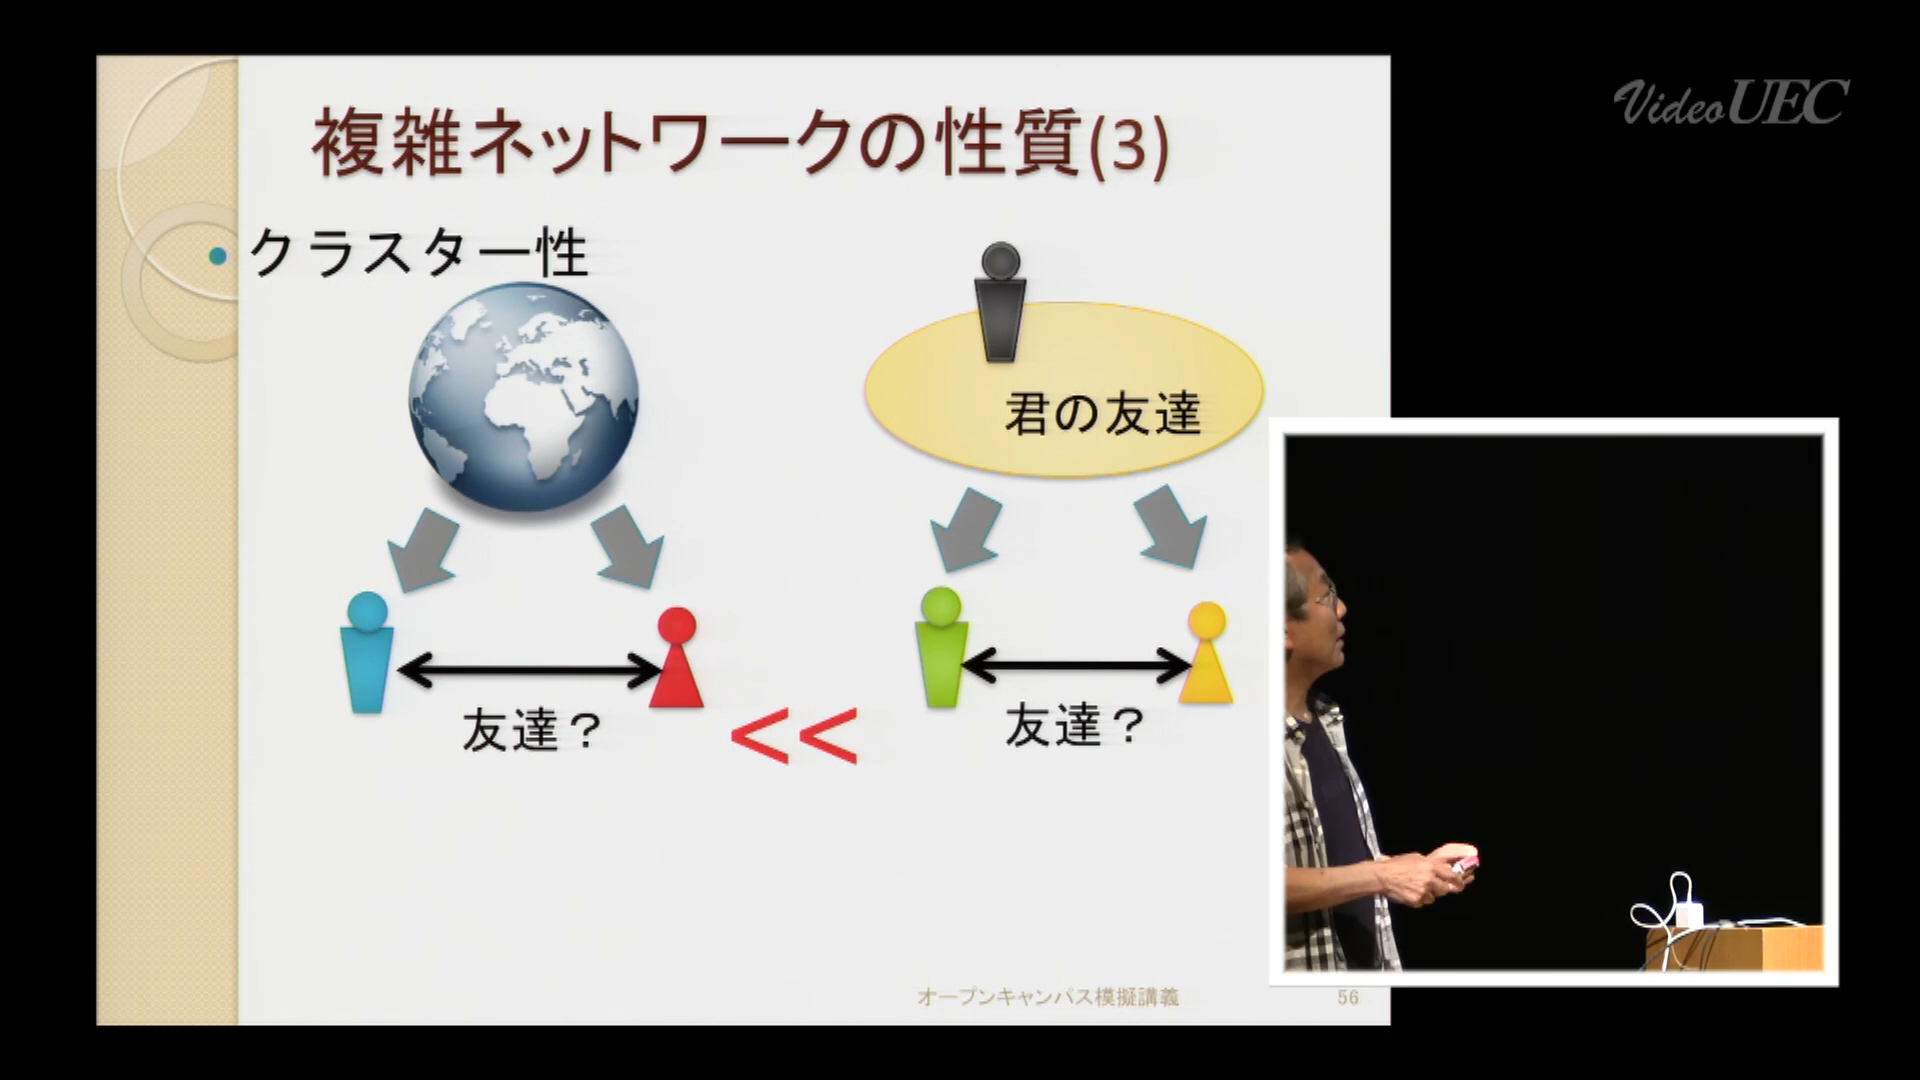 VideoUEC
複雑ネットワークの性質(3)
クラスター性
君の友達
友達？
<<
友達？
オープンキャンパス模擬講義
56